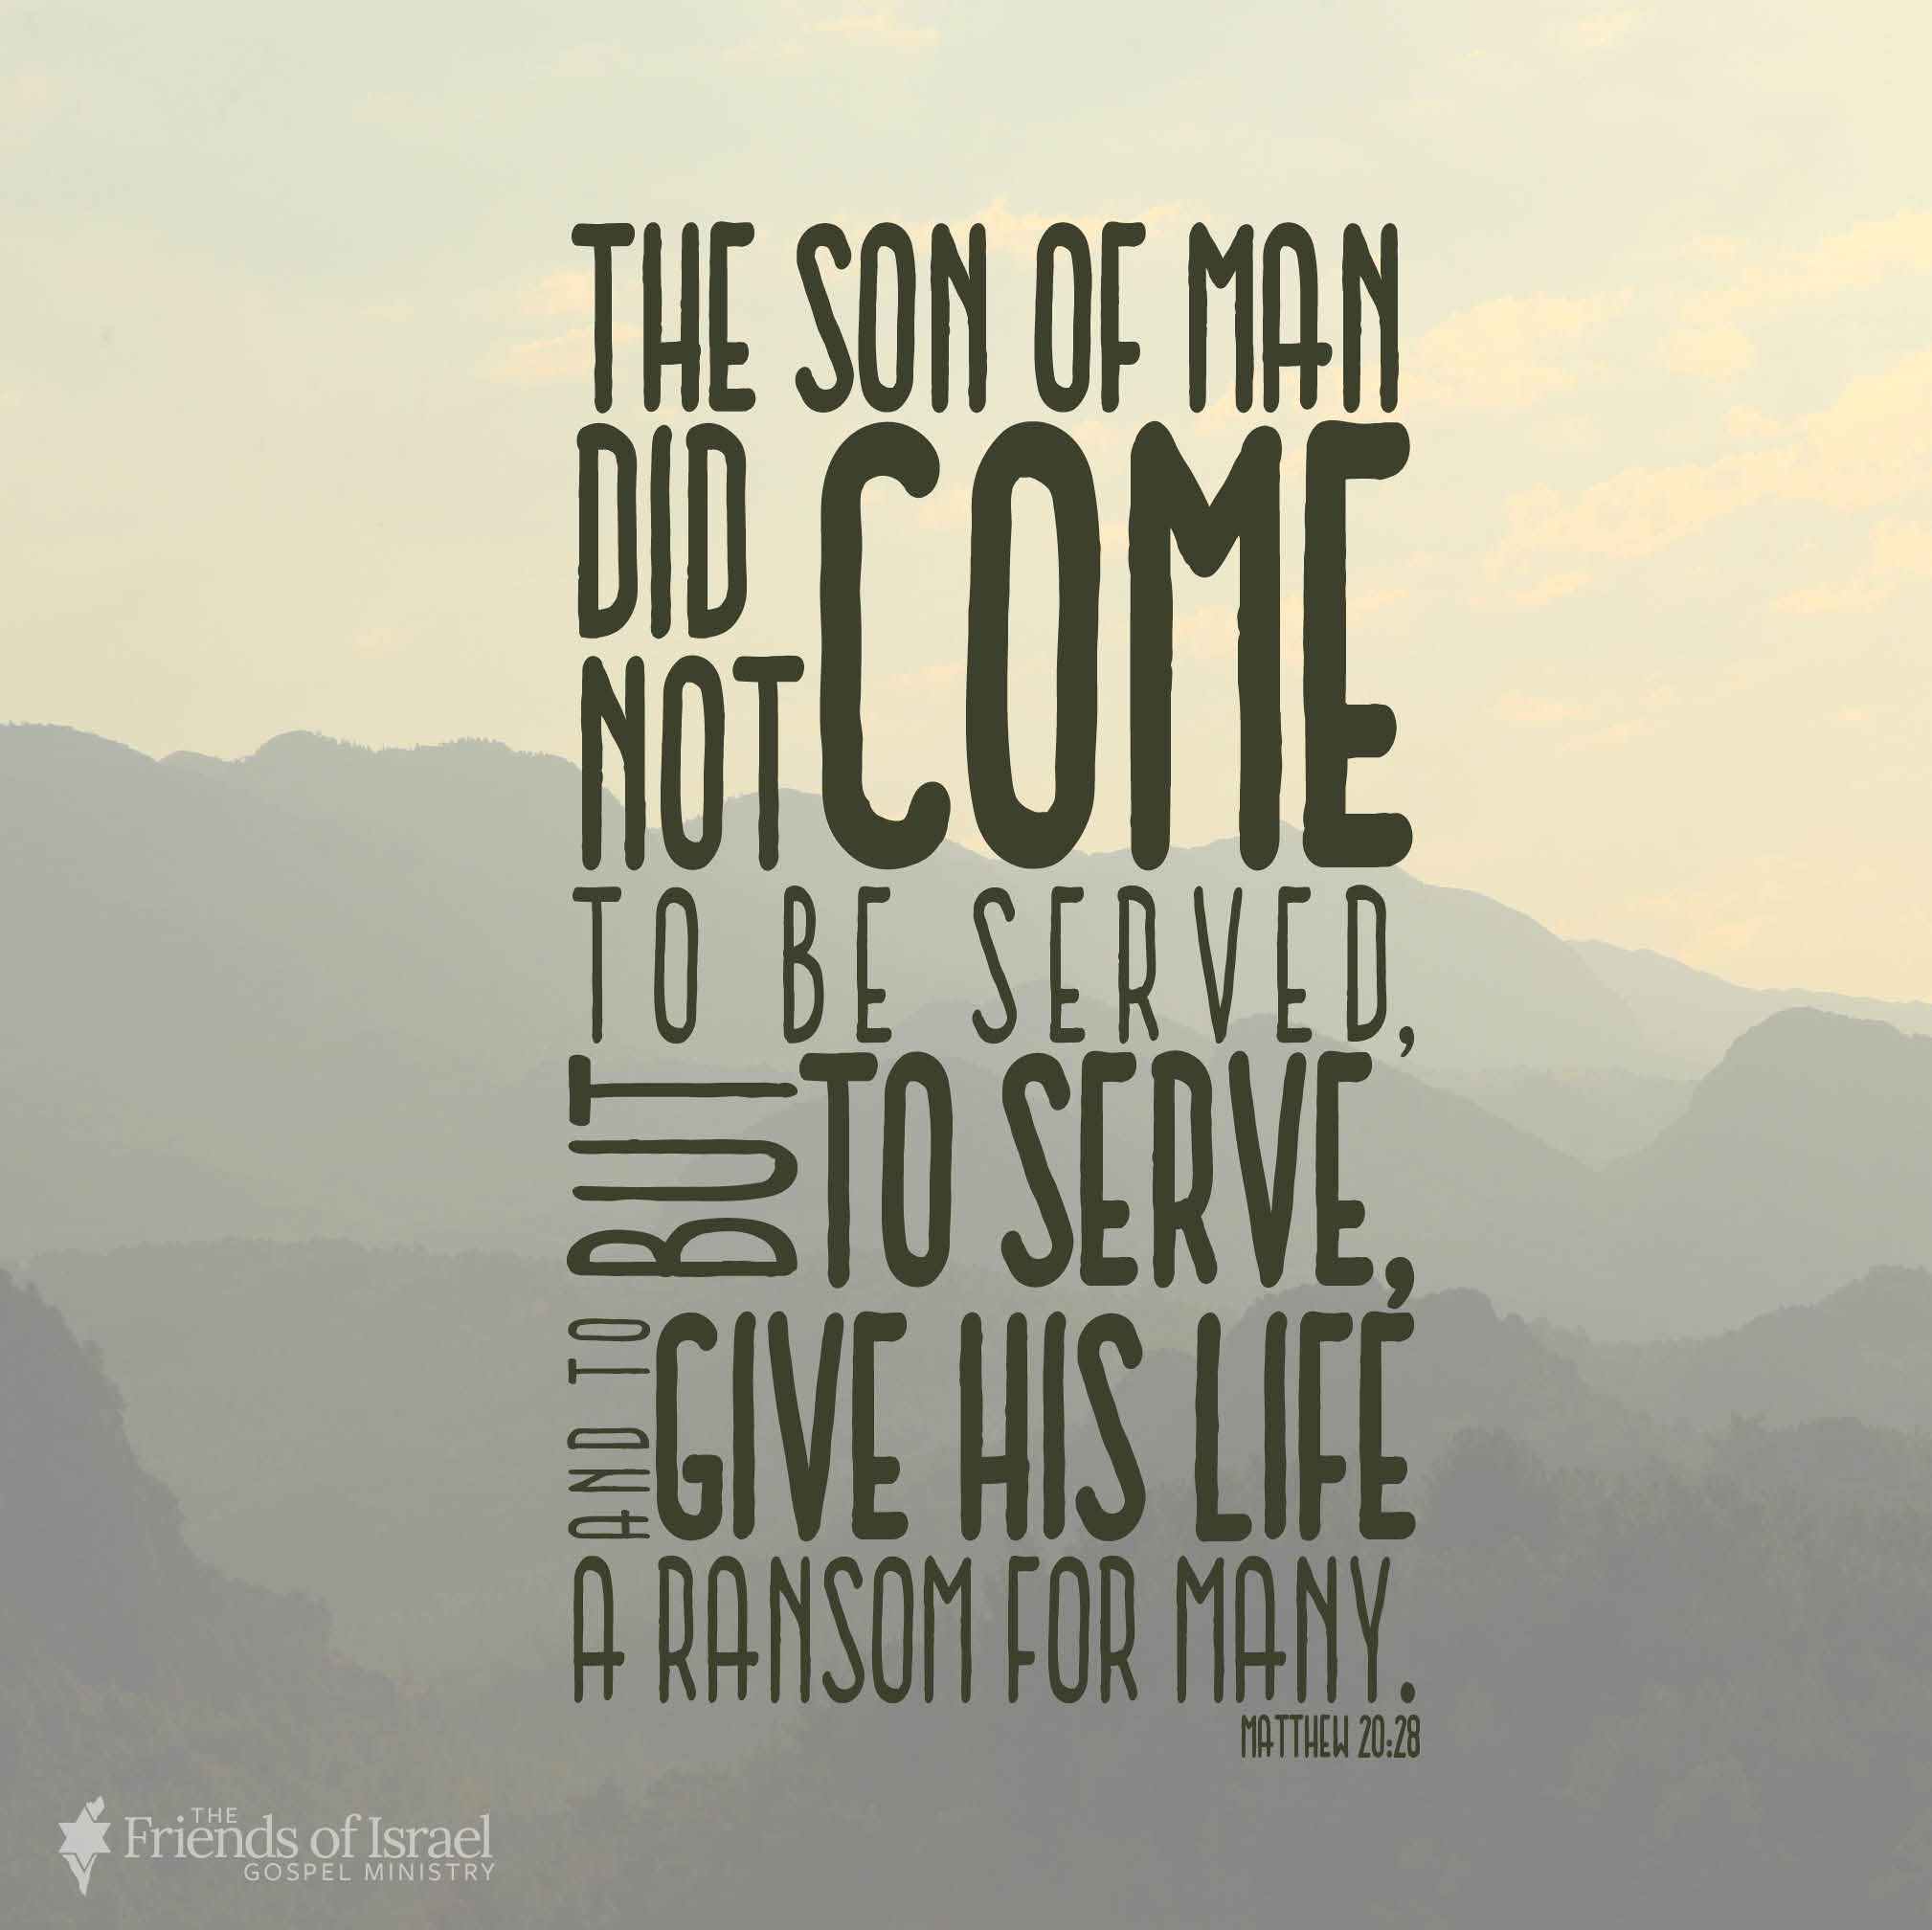 THE SON OF MAN
DID
NOT
COME
TO BE SERVED,
BUT
TO SERVE,
AND TO
GIVE HIS LIFE
A RANSOM FOR MANY.
MATTHEW 20:28
THE
Friends of Israel
GOSPEL MINISTRY